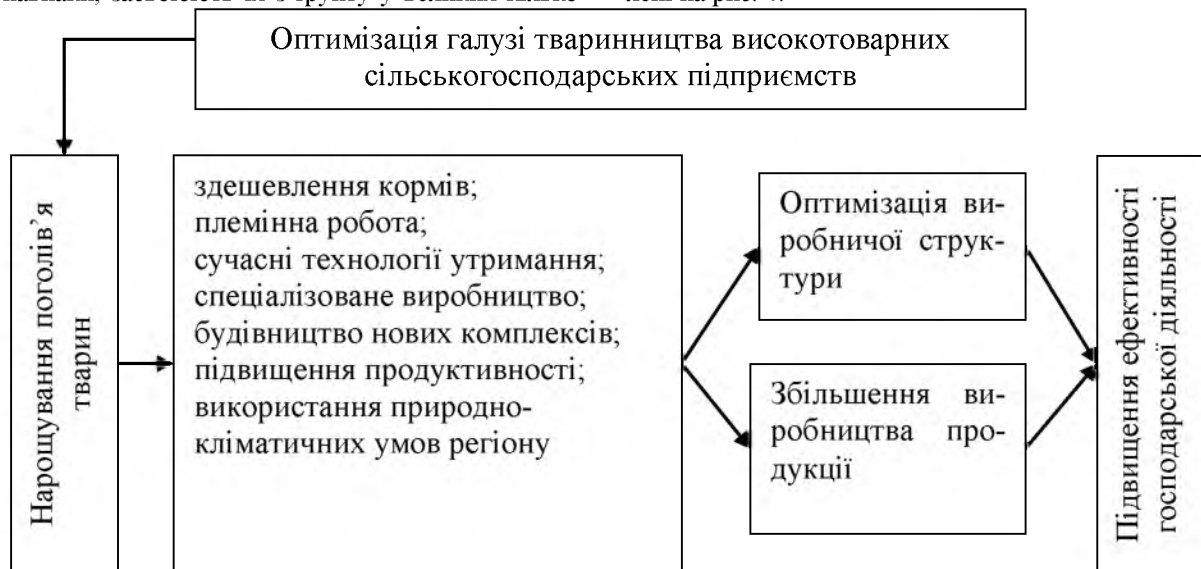 Оптимізація галузі тваринництва високотоварних
сільськогосподарських підприємств
Нарощування поголів’я
тварин
здешевлення кормів;
племінна робота;
сучасні технології утримання;
спеціалізоване виробництво;
будівництво нових комплексів;
підвищення продуктивності;
використання природно-
кліматичних умов регіону
Оптимізація ви-
робничої струк-
тури
Збільшення ви-
робництва про-
дукції
Підвищення ефективності
господарської діяльності